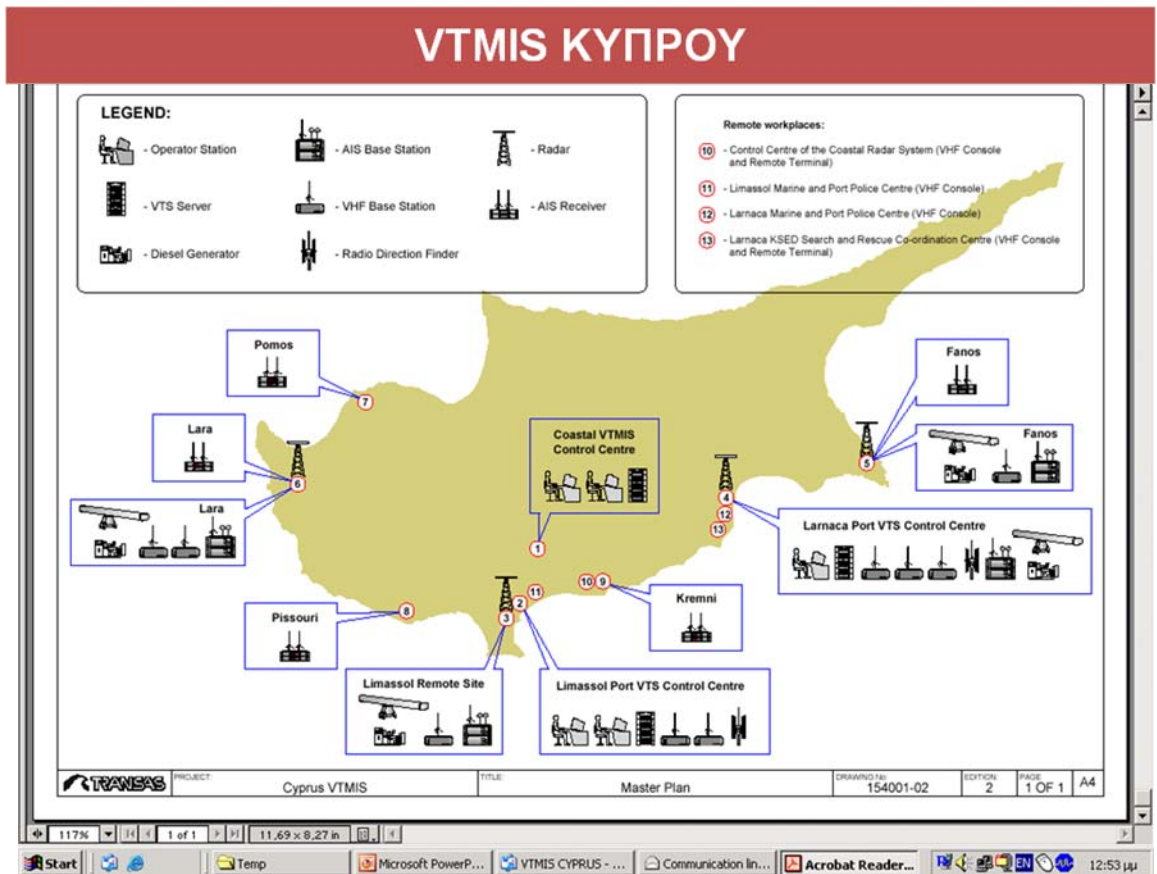 VTMIS ΚΥΠΡΟΥ
LEGEND:
- Operator Station
- AIS Base Station
- Radar
- VTS Server
- VHF Base Station
- AIS Receiver
- Diesel Generator
- Radio Direction Finder
Remote workplaces:
10 - Control Centre of the Coastal Radar System (VHF Console
and Remote Terminal)
11 - Limassol Marine and Port Police Centre (VHF Console)
12 - Larnaca Marine and Port Police Centre (VHF Console)
13 - Larnaca KSED Search and Rescue Co-ordination Centre (VHF Console
and Remote Terminal)
Pomos
7
Fanos
Lara
6
Coastal VTMIS
Control Centre
1
Fanos
5
Lara
4
12
13
Larnaca Port VTS Control Centre
Pissouri
8
3
2
11
10
9
Kremni
Limassol Remote Site
Limassol Port VTS Control Centre
TRANSAS
PROJECT:
Cyprus VTMIS
TITLE:
Master Plan
DRAWING No:
154001-02
EDITION:
2
PAGE:
1 OF 1
A4
117%
1 of 1
11,69 x 8,27 in
Start
Temp
Microsoft PowerP...
VTMIS CYPRUS - ...
Communication lin...
Acrobat Reader...
EN
12:53 μμ